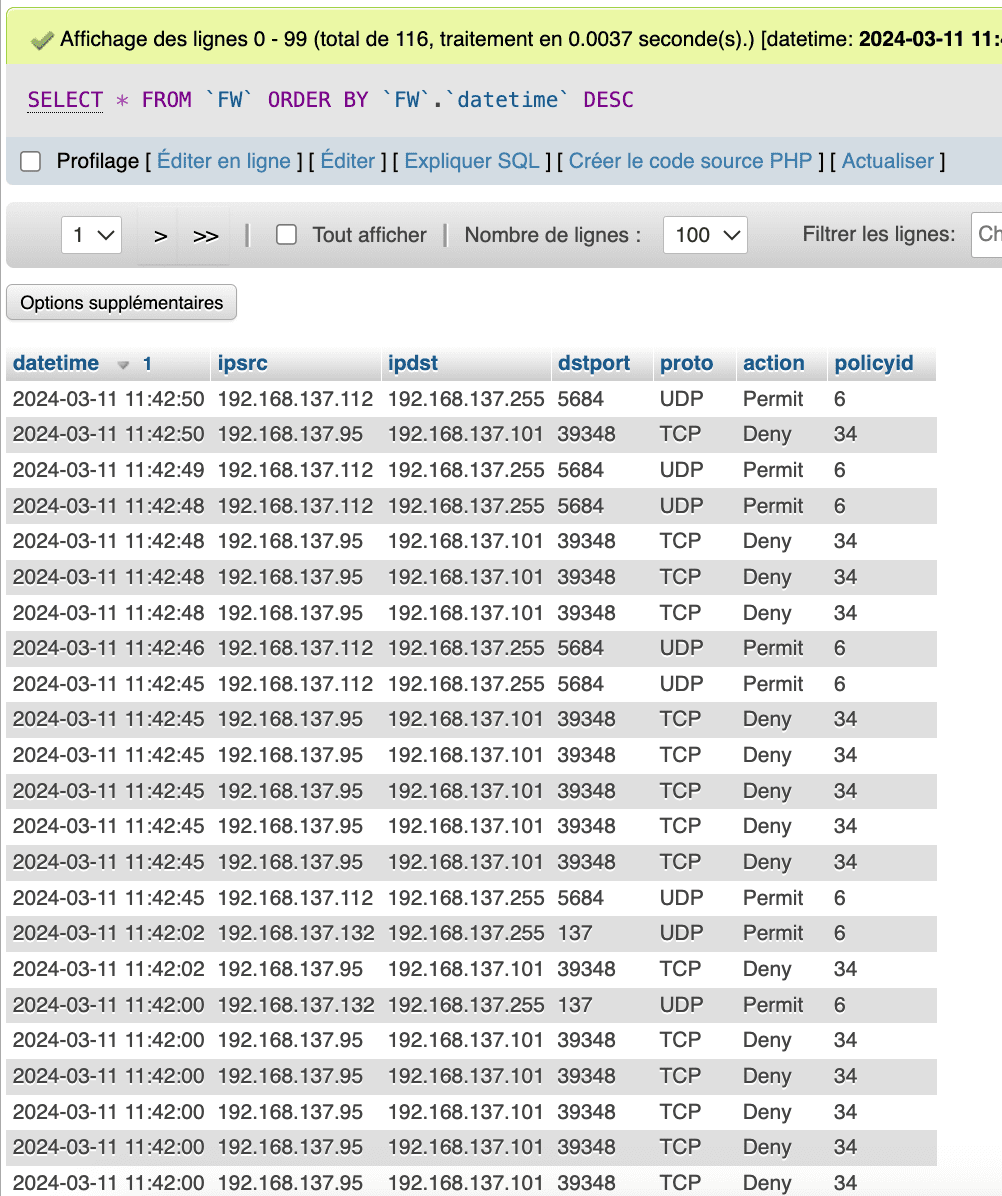 Affichage des lignes 0 - 99 (total de 116, traitement en 0.0037 seconde(s).) [datetime: 2024-03-11 11:
SELECT * FROM `FW` ORDER BY `FW`.`datetime` DESC
Profilage [ Éditer en ligne ] [ Éditer ] [ Expliquer SQL ] [ Créer le code source PHP ] [ Actualiser ]
1 > >> | Tout afficher | Nombre de lignes : 100 Filtrer les lignes: Ch
Options supplémentaires
datetime 1 ipsrc ipdst dstport proto action policyid
2024-03-11 11:42:50 192.168.137.112 192.168.137.255 5684 UDP Permit 6
2024-03-11 11:42:50 192.168.137.95 192.168.137.101 39348 TCP Deny 34
2024-03-11 11:42:49 192.168.137.112 192.168.137.255 5684 UDP Permit 6
2024-03-11 11:42:48 192.168.137.112 192.168.137.255 5684 UDP Permit 6
2024-03-11 11:42:48 192.168.137.95 192.168.137.101 39348 TCP Deny 34
2024-03-11 11:42:48 192.168.137.95 192.168.137.101 39348 TCP Deny 34
2024-03-11 11:42:48 192.168.137.95 192.168.137.101 39348 TCP Deny 34
2024-03-11 11:42:46 192.168.137.112 192.168.137.255 5684 UDP Permit 6
2024-03-11 11:42:45 192.168.137.112 192.168.137.255 5684 UDP Permit 6
2024-03-11 11:42:45 192.168.137.95 192.168.137.101 39348 TCP Deny 34
2024-03-11 11:42:45 192.168.137.95 192.168.137.101 39348 TCP Deny 34
2024-03-11 11:42:45 192.168.137.95 192.168.137.101 39348 TCP Deny 34
2024-03-11 11:42:45 192.168.137.95 192.168.137.101 39348 TCP Deny 34
2024-03-11 11:42:45 192.168.137.95 192.168.137.101 39348 TCP Deny 34
2024-03-11 11:42:45 192.168.137.112 192.168.137.255 5684 UDP Permit 6
2024-03-11 11:42:02 192.168.137.132 192.168.137.255 137 UDP Permit 6
2024-03-11 11:42:02 192.168.137.95 192.168.137.101 39348 TCP Deny 34
2024-03-11 11:42:00 192.168.137.132 192.168.137.255 137 UDP Permit 6
2024-03-11 11:42:00 192.168.137.95 192.168.137.101 39348 TCP Deny 34
2024-03-11 11:42:00 192.168.137.95 192.168.137.101 39348 TCP Deny 34
2024-03-11 11:42:00 192.168.137.95 192.168.137.101 39348 TCP Deny 34
2024-03-11 11:42:00 192.168.137.95 192.168.137.101 39348 TCP Deny 34
2024-03-11 11:42:00 192.168.137.95 192.168.137.101 39348 TCP Deny 34